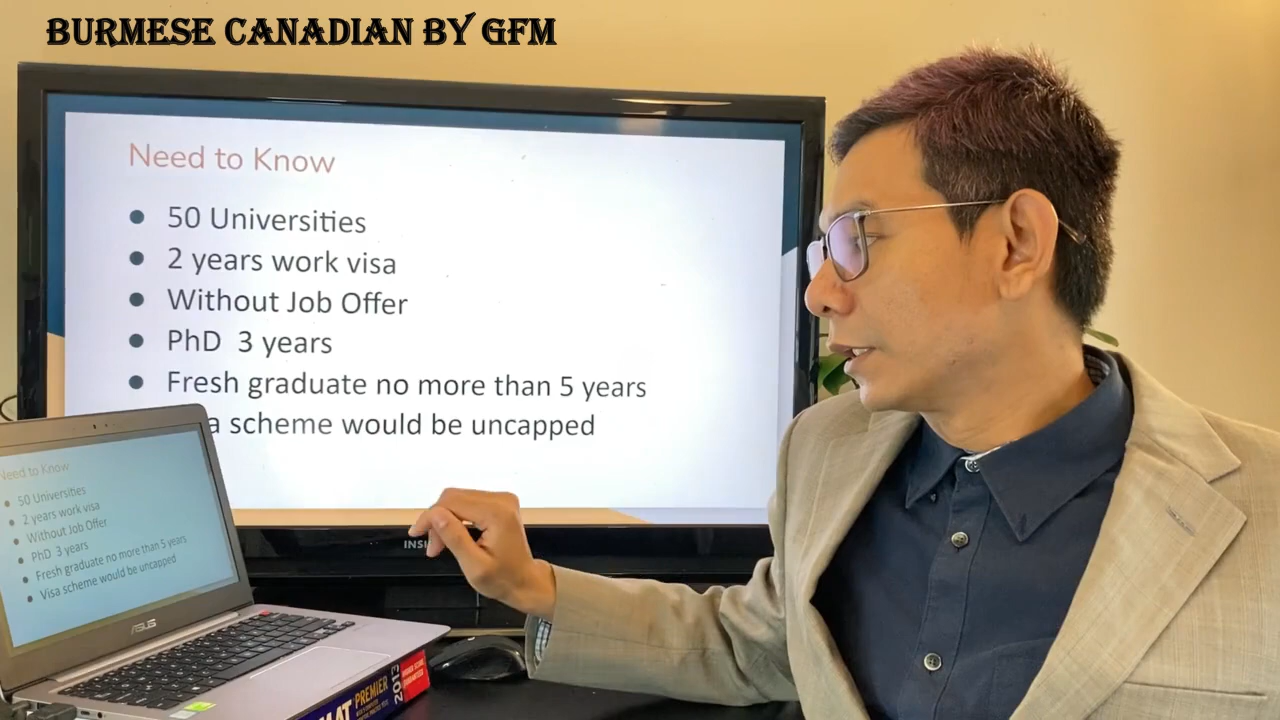 BURMESE CANADIAN BY GFM
Need to Know
50 Universities
2 years work visa
Without Job Offer
PhD 3 years
Fresh graduate no more than 5 years
a scheme would be uncapped
INSI
Need to Know
50 Universities
2 years work visa
Without Job Offer
PhD 3 years
Fresh graduate no more than 5 years
Visa scheme would be uncapped
ASUS
MAT PREMIER
2013